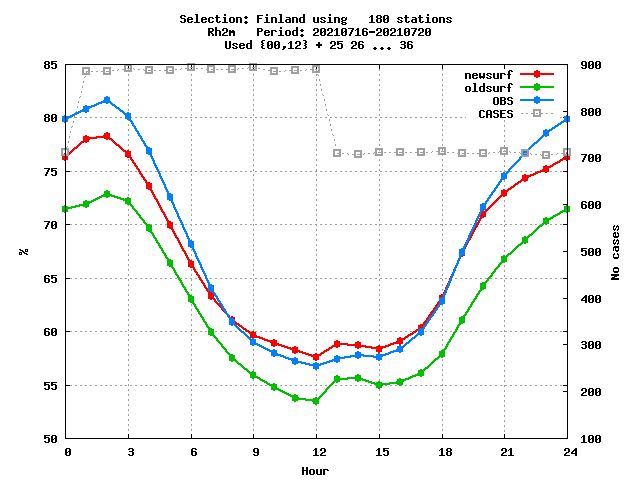 Selection: Finland using   180 stations
Rh2m   Period: 20210716-20210720
Used {00,12} + 25 26 ... 36
85 900
newsurf
oldsurf
OBS
CASES
80 800
75 700
70 600
65 500
60 400
55 300
50 200
100
%
No cases
0 3 6 9 12 15 18 21 24
Hour